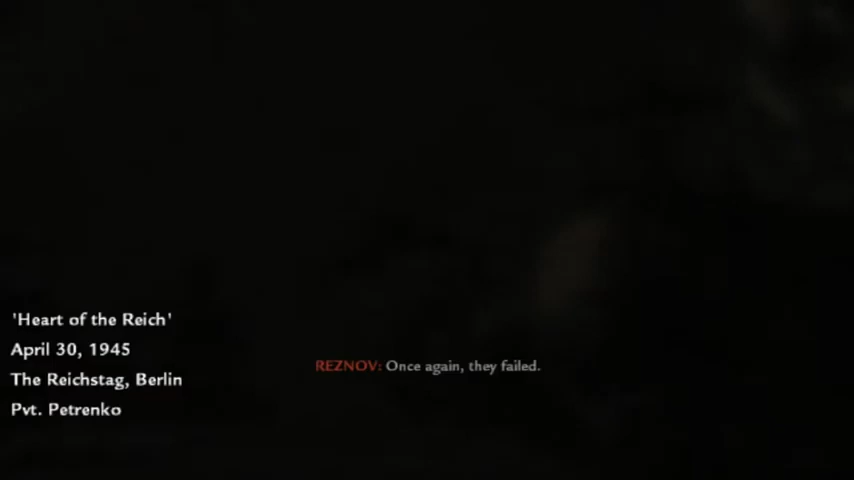 'Heart of the Reich'
April 30, 1945
The Reichstag, Berlin
Pvt. Petrenko
REZNOV: Once again, they failed.